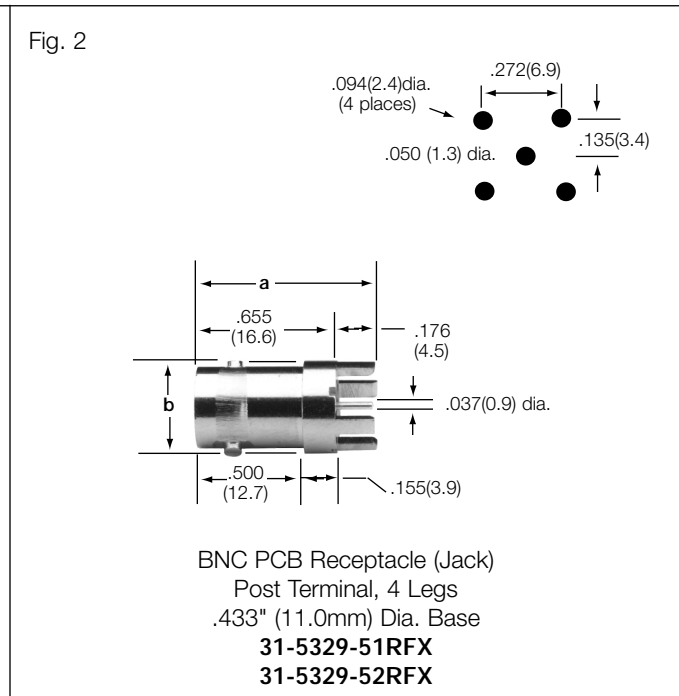 Fig. 2
.094(2.4)dia.
(4 places)
.272(6.9)
.135(3.4)
.050 (1.3) dia.
a
.655
(16.6)
.176
(4.5)
b
.037(0.9) dia.
.500
(12.7)
.155(3.9)
BNC PCB Receptacle (Jack)
Post Terminal, 4 Legs
.433" (11.0mm) Dia. Base
31-5329-51RFX
31-5329-52RFX